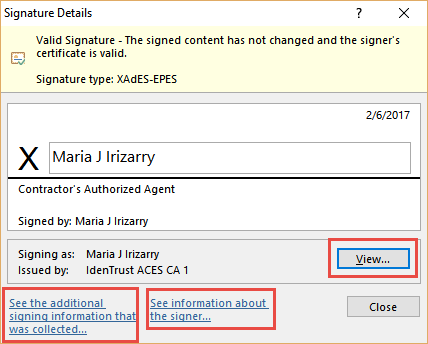 Signature Details
?
Valid Signature - The signed content has not changed and the signer's
certificate is valid.
Signature type: XAdES-EPES
2/6/2017
X Maria J Irizarry
Contractor's Authorized Agent
Signed by: Maria J Irizarry
Signing as: Maria J Irizarry
Issued by: IdenTrust ACES CA 1
View...
See the additional
signing information that
was collected...
See information about
the signer...
Close